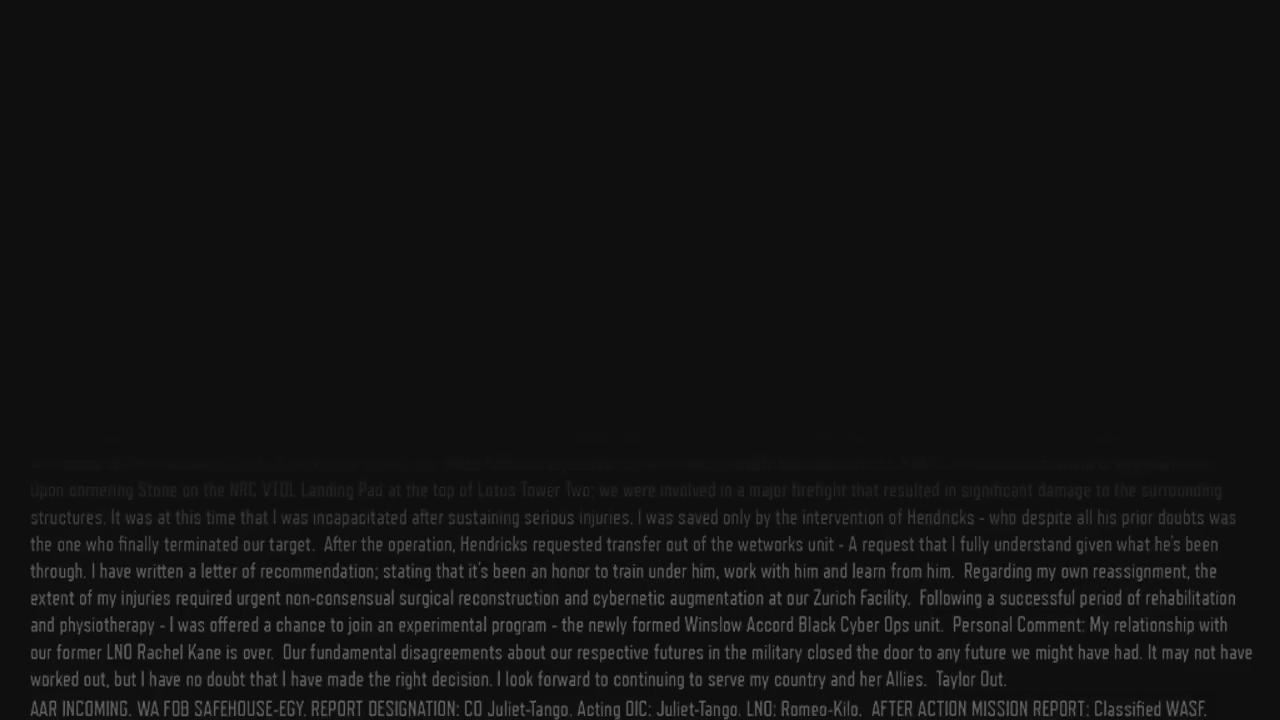 Upon cornering Stone on the NRC VTOL Landing Pad at the top of Lotus Tower Two; we were involved in a major firefight that resulted in significant damage to the surrounding
structures. It was at this time that I was incapacitated after sustaining serious injuries. I was saved only by the intervention of Hendricks - who despite all his prior doubts was
the one who finally terminated our target.  After the operation, Hendricks requested transfer out of the wetworks unit - A request that I fully understand given what he's been
through. I have written a letter of recommendation; stating that it's been an honor to train under him, work with him and learn from him.  Regarding my own reassignment, the
extent of my injuries required urgent non-consensual surgical reconstruction and cybernetic augmentation at our Zurich Facility.  Following a successful period of rehabilitation
and physiotherapy - I was offered a chance to join an experimental program - the newly formed Winslow Accord Black Cyber Ops unit.  Personal Comment: My relationship with
our former LNO Rachel Kane is over.  Our fundamental disagreements about our respective futures in the military closed the door to any future we might have had. It may not have
worked out, but I have no doubt that I have made the right decision. I look forward to continuing to serve my country and her Allies.  Taylor Out.
AAR INCOMING. WA FOB SAFEHOUSE-EGY. REPORT DESIGNATION: CO Juliet-Tango. Acting OIC: Juliet-Tango. LNO: Romeo-Kilo.  AFTER ACTION MISSION REPORT: Classified WASF.